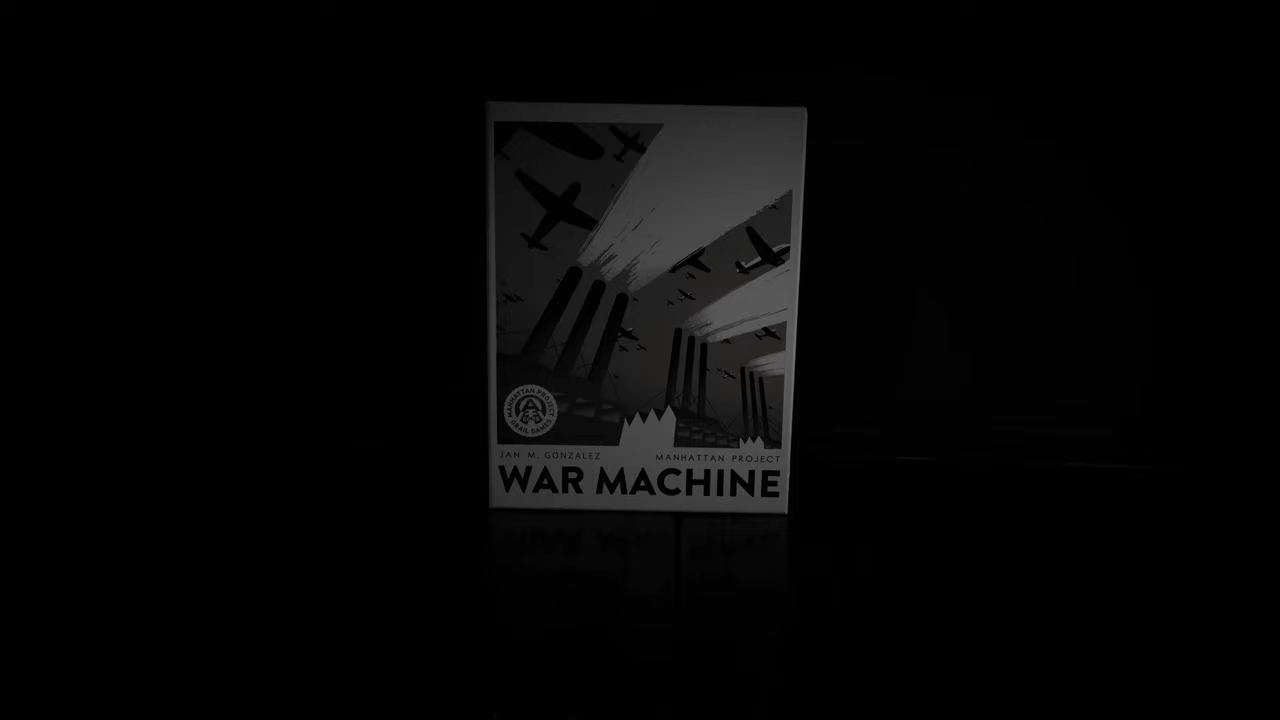 MANHATTAN PROJECT
GRAIL GAMES
JAN M. GONZALEZ
MANHATTAN PROJECT
WAR MACHINE